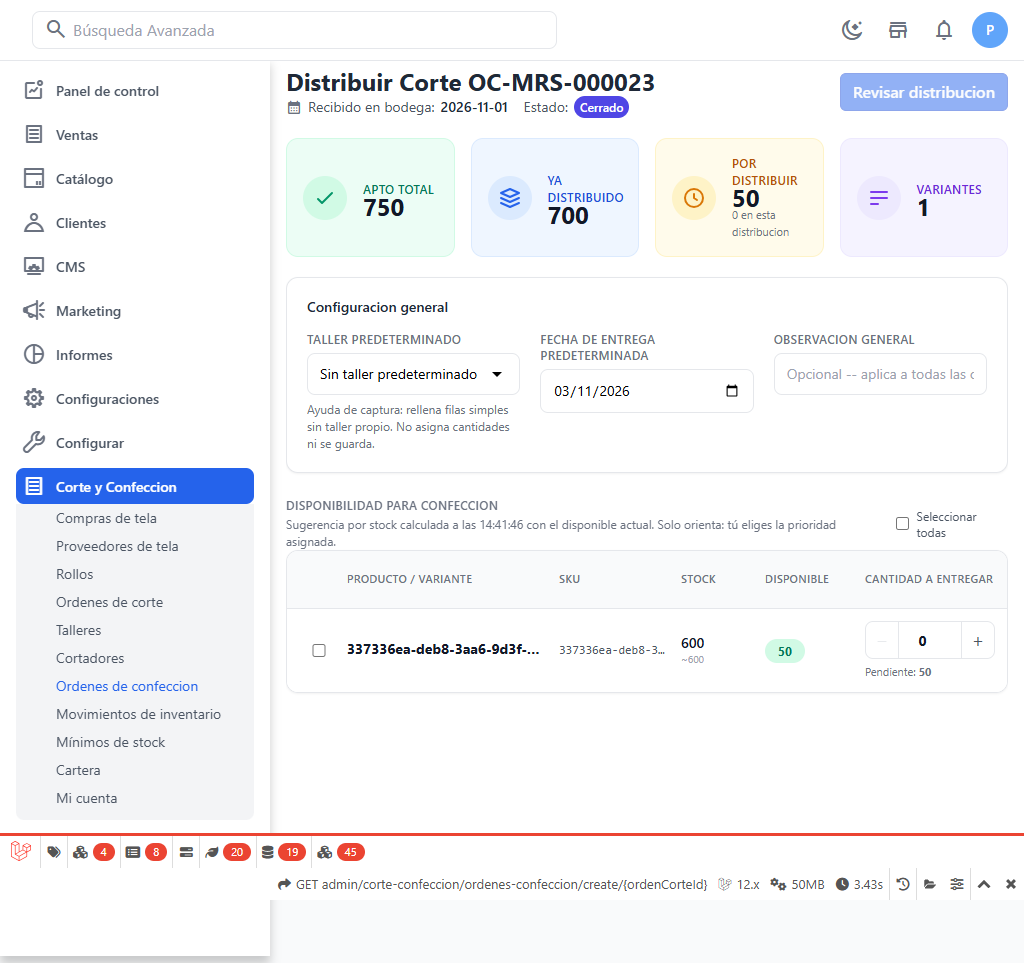 Búsqueda Avanzada
P
Panel de control
Ventas
Catálogo
Clientes
CMS
Marketing
Informes
Configuraciones
Configurar
Corte y Confeccion
Compras de tela
Proveedores de tela
Rollos
Ordenes de corte
Talleres
Cortadores
Ordenes de confeccion
Movimientos de inventario
Mínimos de stock
Cartera
Mi cuenta
Distribuir Corte OC-MRS-000023
Recibido en bodega: 2026-11-01 Estado: Cerrado
Revisar distribucion
APTO TOTAL
750
YA
DISTRIBUIDO
700
POR
DISTRIBUIR
50
0 en esta
distribucion
VARIANTES
1
Configuracion general
TALLER PREDETERMINADO
Sin taller predeterminado
Ayuda de captura: rellena filas simples
sin taller propio. No asigna cantidades
ni se guarda.
FECHA DE ENTREGA
PREDETERMINADA
03/11/2026
OBSERVACION GENERAL
Opcional -- aplica a todas las c
DISPONIBILIDAD PARA CONFECCION
Sugerencia por stock calculada a las 14:41:46 con el disponible actual. Solo orienta: tú eliges la prioridad
asignada.
Seleccionar
todas
PRODUCTO / VARIANTE SKU STOCK DISPONIBLE CANTIDAD A ENTREGAR
337336ea-deb8-3aa6-9d3f-... 337336ea-deb8-3... 600 50 − 0 +
~600
Pendiente: 50
4 8 20 19 45
GET admin/corte-confeccion/ordenes-confeccion/create/{ordenCorteId} 12.x 50MB 3.43s